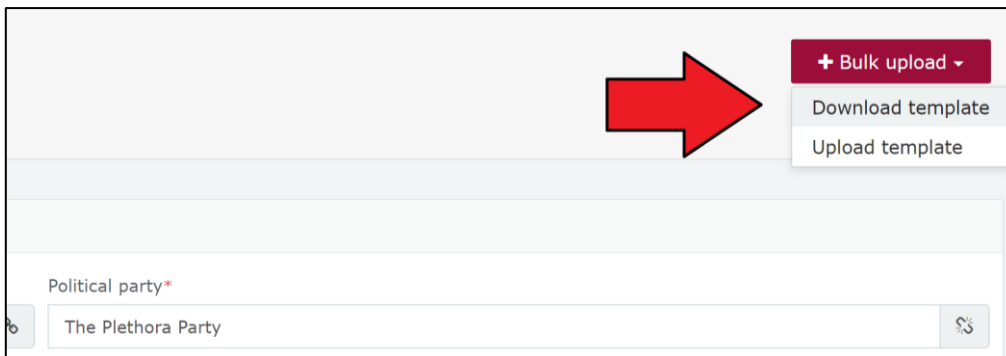 + Bulk upload
Download template
Upload template
Political party*
The Plethora Party